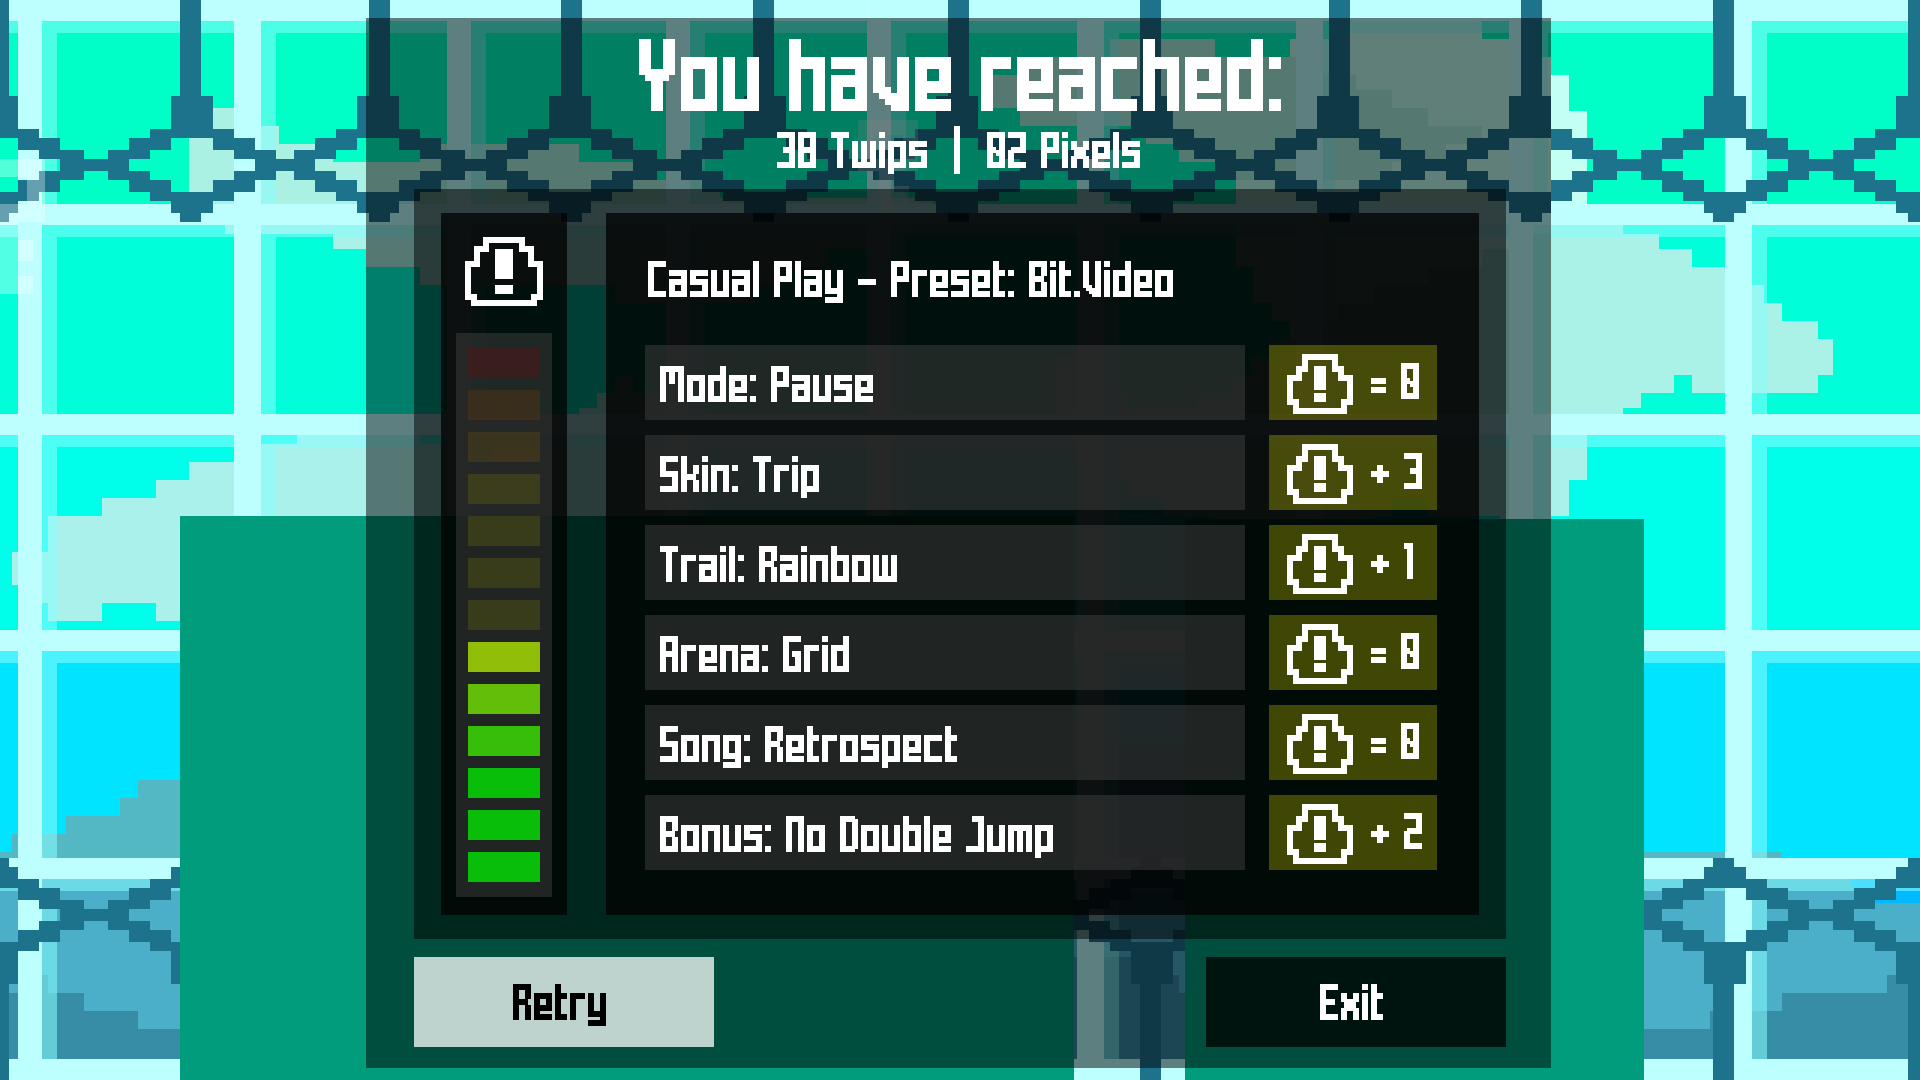 You have reached:
38 Twips | 02 Pixels
Casual Play - Preset: Bit.Video
Mode: Pause
= 0
Skin: Trip
+ 3
Trail: Rainbow
+ 1
Arena: Grid
= 0
Song: Retrospect
= 0
Bonus: No Double Jump
+ 2
Retry
Exit